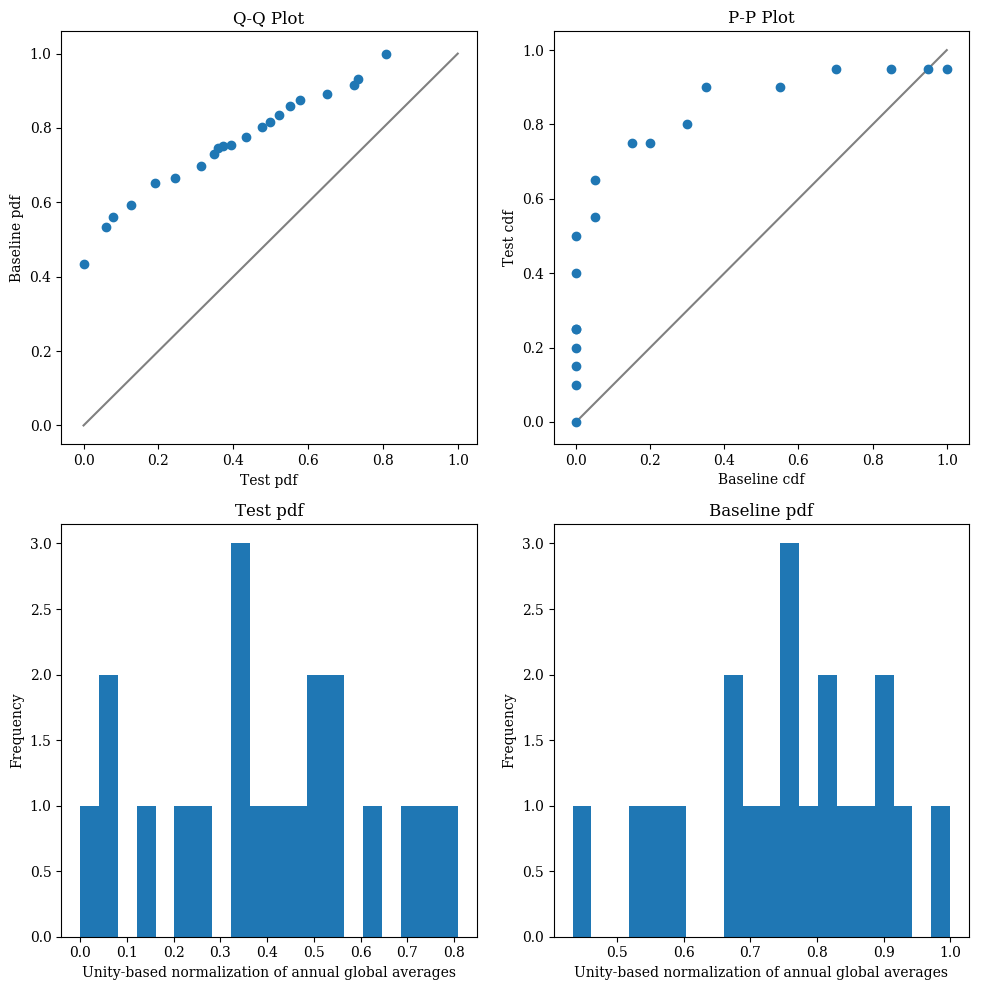 Q-Q Plot
1.0
0.8
0.6
0.4
0.2
0.0
Baseline pdf
0.0 0.2 0.4 0.6 0.8 1.0
Test pdf
P-P Plot
1.0
0.8
0.6
0.4
0.2
0.0
Test cdf
0.0 0.2 0.4 0.6 0.8 1.0
Baseline cdf
Test pdf
3.0
2.5
2.0
1.5
1.0
0.5
0.0
Frequency
0.0 0.1 0.2 0.3 0.4 0.5 0.6 0.7 0.8
Unity-based normalization of annual global averages
Baseline pdf
3.0
2.5
2.0
1.5
1.0
0.5
0.0
Frequency
0.5 0.6 0.7 0.8 0.9 1.0
Unity-based normalization of annual global averages